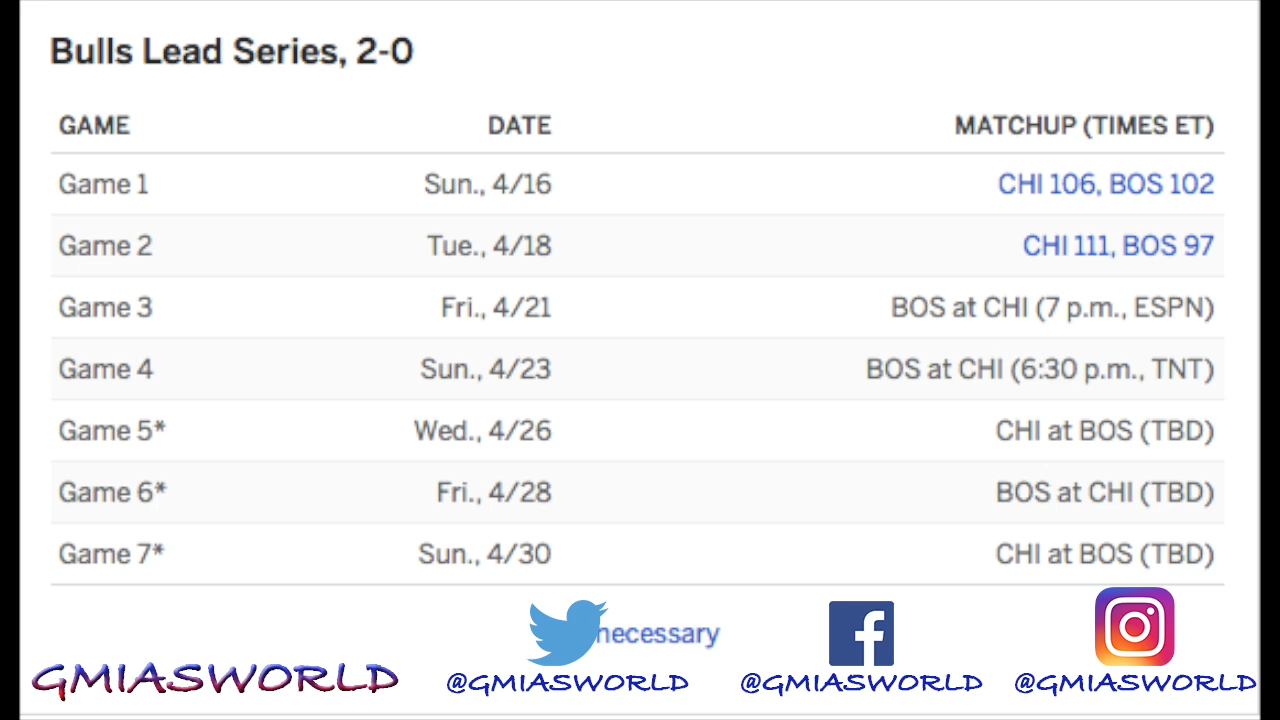 Bulls Lead Series, 2-0
GAME DATE MATCHUP (TIMES ET)
Game 1 Sun., 4/16 CHI 106, BOS 102
Game 2 Tue., 4/18 CHI 111, BOS 97
Game 3 Fri., 4/21 BOS at CHI (7 p.m., ESPN)
Game 4 Sun., 4/23 BOS at CHI (6:30 p.m., TNT)
Game 5* Wed., 4/26 CHI at BOS (TBD)
Game 6* Fri., 4/28 BOS at CHI (TBD)
Game 7* Sun., 4/30 CHI at BOS (TBD)
necessary
GMIASWORLD @GMIASWORLD @GMIASWORLD @GMIASWORLD